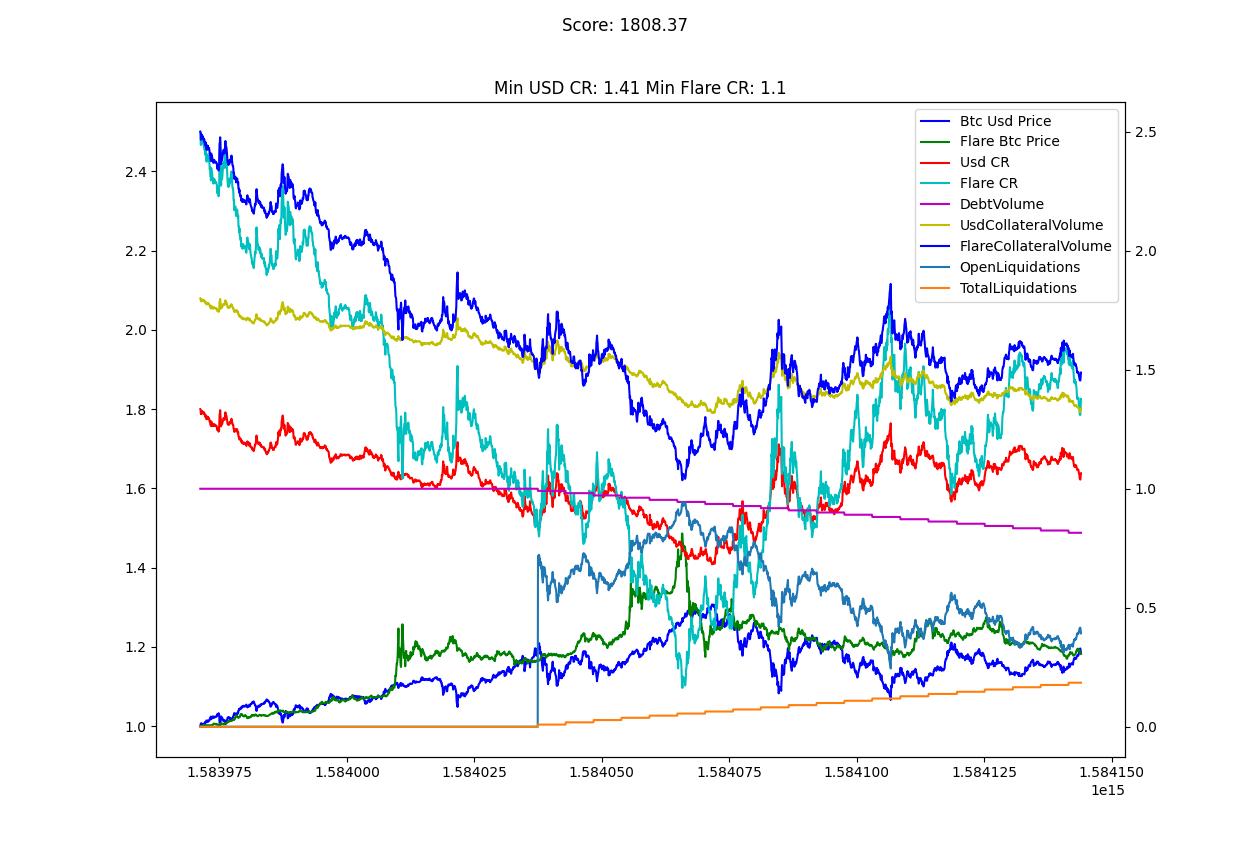 Score: 1808.37
Min USD CR: 1.41 Min Flare CR: 1.1
Btc Usd Price
Flare Btc Price
Usd CR
Flare CR
DebtVolume
UsdCollateralVolume
FlareCollateralVolume
OpenLiquidations
TotalLiquidations
2.4
2.2
2.0
1.8
1.6
1.4
1.2
1.0
2.5
2.0
1.5
1.0
0.5
0.0
1.583975
1.584000
1.584025
1.584050
1.584075
1.584100
1.584125
1.584150
1e15